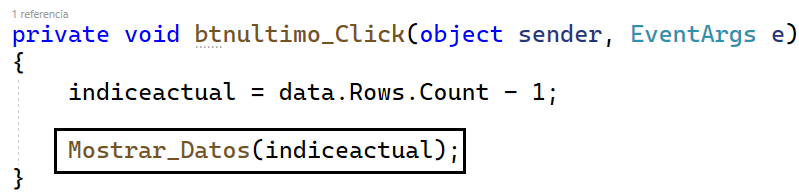 1 referencia
private void btnultimo_Click(object sender, EventArgs e)
{
indiceactual = data.Rows.Count - 1;
Mostrar_Datos(indiceactual);
}